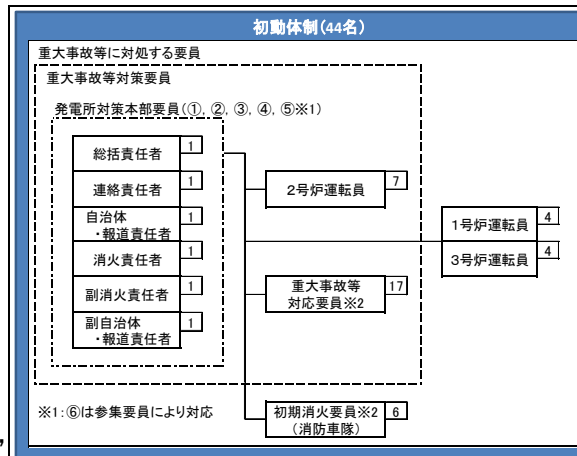 初動体制(44名)
重大事故等に対処する要員
重大事故等対策要員
発電所対策本部要員(①, ②, ③, ④, ⑤※1)
総括責任者 1
連絡責任者 1
自治体
・報道責任者 1
消火責任者 1
副消火責任者 1
副自治体
・報道責任者 1
2号炉運転員 7
1号炉運転員 4
3号炉運転員 4
重大事故等
対応要員※2 17
※1:⑥は参集要員により対応
初期消火要員※2 6
(消防車隊)